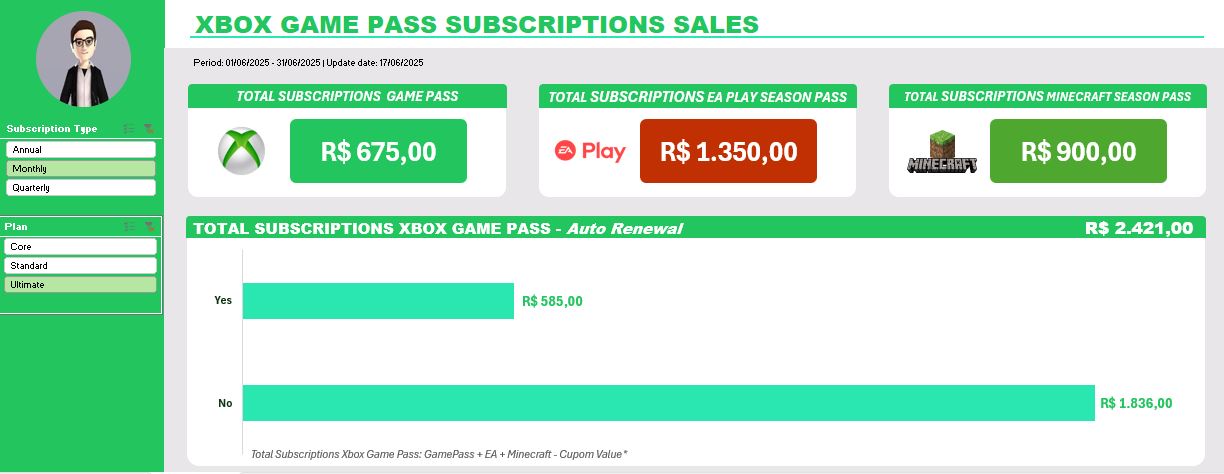 XBOX GAME PASS SUBSCRIPTIONS SALES
Period: 01/06/2025 - 31/06/2025 | Update date: 17/06/2025
Subscription Type
Annual
Monthly
Quarterly
Plan
Core
Standard
Ultimate
TOTAL SUBSCRIPTIONS GAME PASS
R$ 675,00
TOTAL SUBSCRIPTIONS EA PLAY SEASON PASS
EA Play
R$ 1.350,00
TOTAL SUBSCRIPTIONS MINECRAFT SEASON PASS
MINECRAFT
R$ 900,00
TOTAL SUBSCRIPTIONS XBOX GAME PASS - Auto Renewal
R$ 2.421,00
Yes
R$ 585,00
No
R$ 1.836,00
Total Subscriptions Xbox Game Pass: GamePass + EA + Minecraft - Cupom Value*